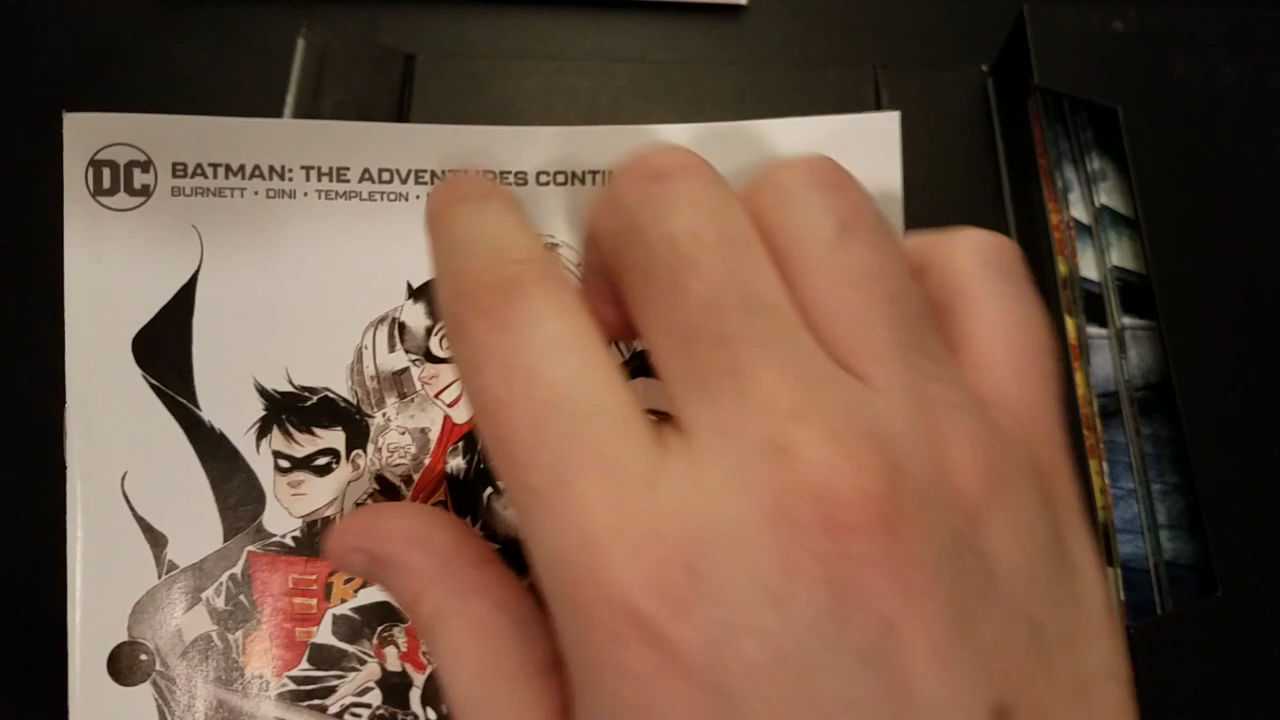 DC
BATMAN: THE ADVENTURES CONTIN
BURNETT • DINI • TEMPLETON •
R